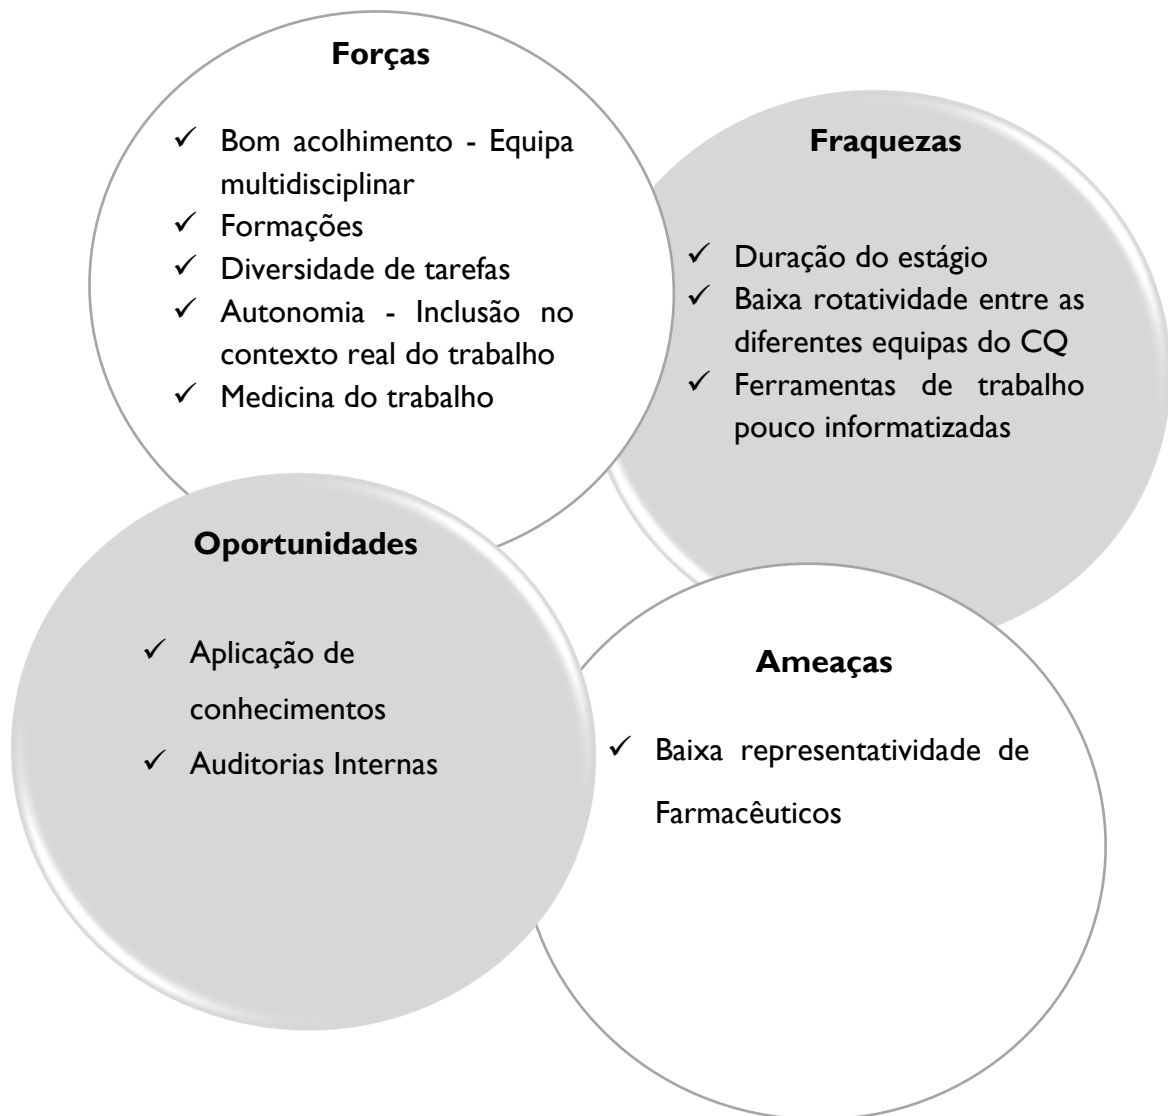 Forças
✓ Bom acolhimento - Equipa
multidisciplinar
✓ Formações
✓ Diversidade de tarefas
✓ Autonomia - Inclusão no
contexto real do trabalho
✓ Medicina do trabalho
Fraquezas
✓ Duração do estágio
✓ Baixa rotatividade entre as
diferentes equipas do CQ
✓ Ferramentas de trabalho
pouco informatizadas
Oportunidades
✓ Aplicação de
conhecimentos
✓ Auditorias Internas
Ameaças
✓ Baixa representatividade de
Farmacêuticos